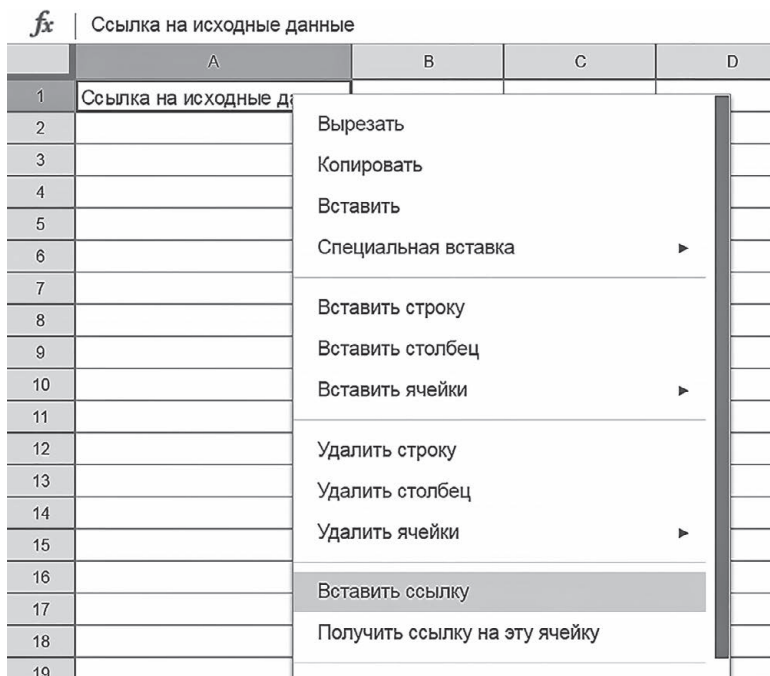 fx Ссылка на исходные данные
A B C D
1 Ссылка на исходные
2
3
4
5
6
7
8
9
10
11
12
13
14
15
16
17
18
19
Вырезать
Копировать
Вставить
Специальная вставка
Вставить строку
Вставить столбец
Вставить ячейки
Удалить строку
Удалить столбец
Удалить ячейки
Вставить ссылку
Получить ссылку на эту ячейку